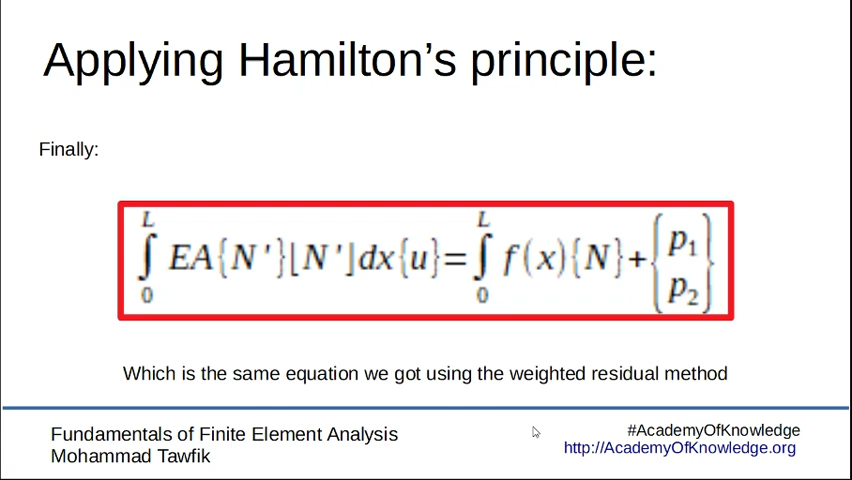 Applying Hamilton's principle:
Finally:
∫₀ᴸ EA{N'}⌊N'⌋dx{u}=∫₀ᴸ f(x){N}+{p₁ p₂}
Which is the same equation we got using the weighted residual method
Fundamentals of Finite Element Analysis
Mohammad Tawfik
#AcademyOfKnowledge
http://AcademyOfKnowledge.org